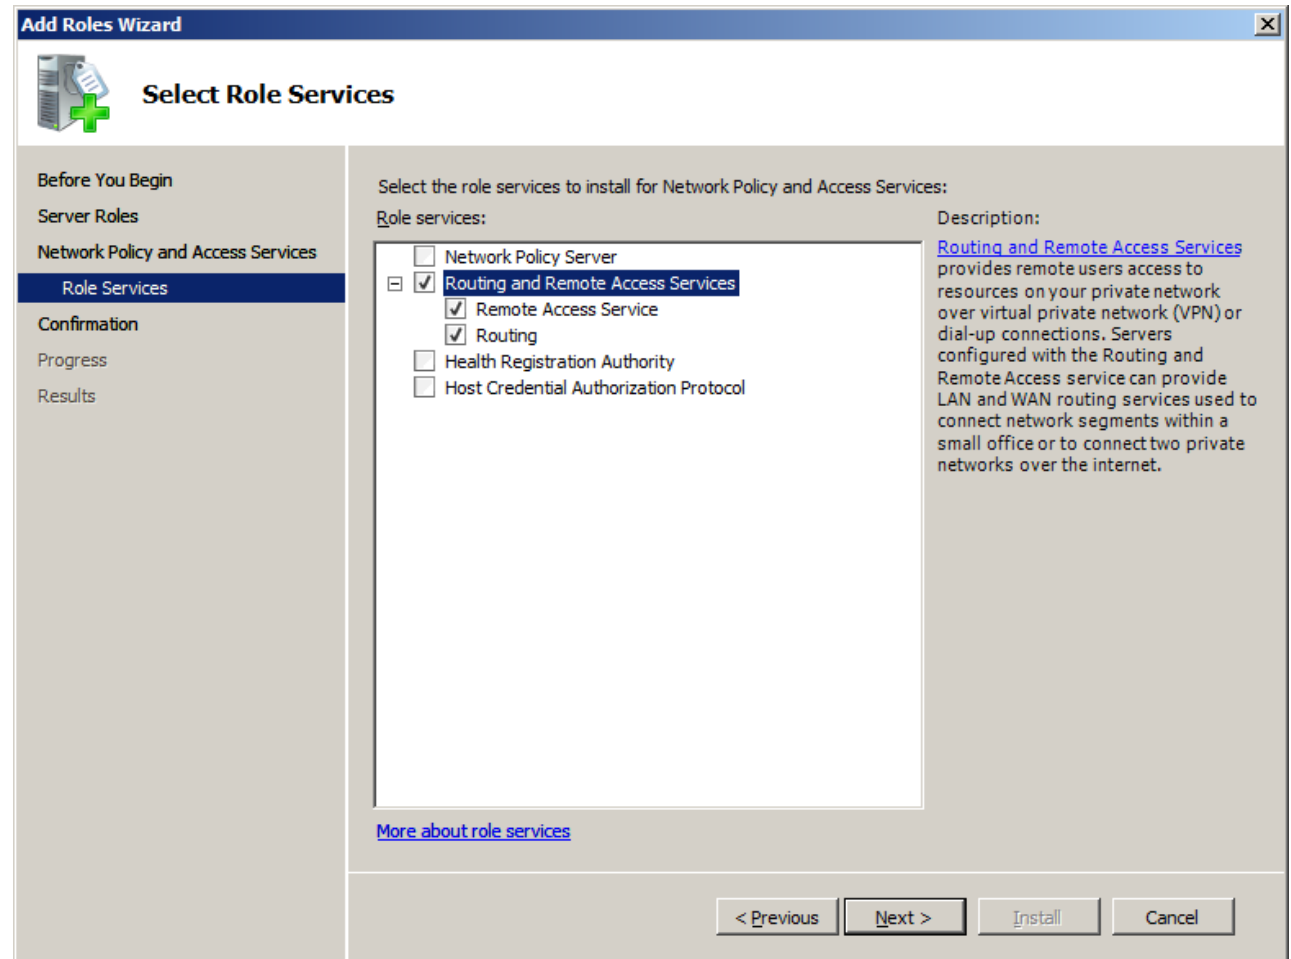 Add Roles Wizard
Select Role Services
Before You Begin
Server Roles
Network Policy and Access Services
Role Services
Confirmation
Progress
Results
Select the role services to install for Network Policy and Access Services:
Role services:
Network Policy Server
Routing and Remote Access Services
Remote Access Service
Routing
Health Registration Authority
Host Credential Authorization Protocol
More about role services
Description:
Routing and Remote Access Services
provides remote users access to
resources on your private network
over virtual private network (VPN) or
dial-up connections. Servers
configured with the Routing and
Remote Access service can provide
LAN and WAN routing services used to
connect network segments within a
small office or to connect two private
networks over the internet.
< Previous
Next >
Install
Cancel